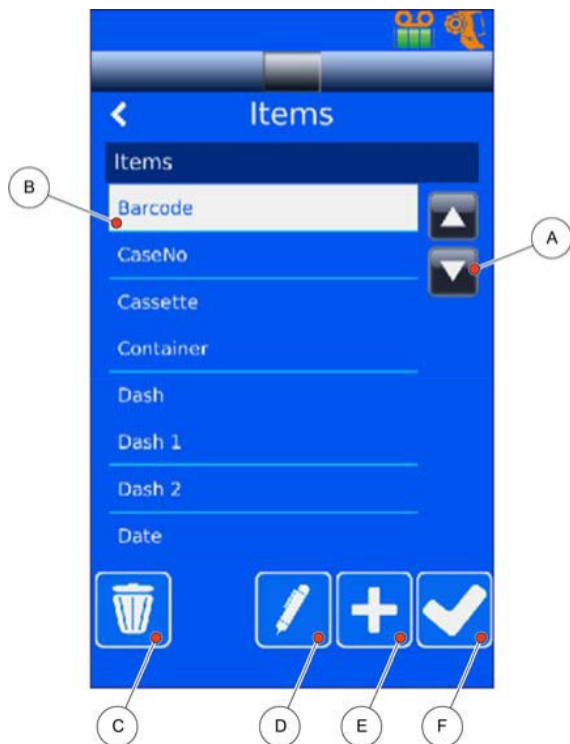 Items
Items
B
Barcode
A
CaseNo
Cassette
Container
Dash
Dash 1
Dash 2
Date
C
D
E
F